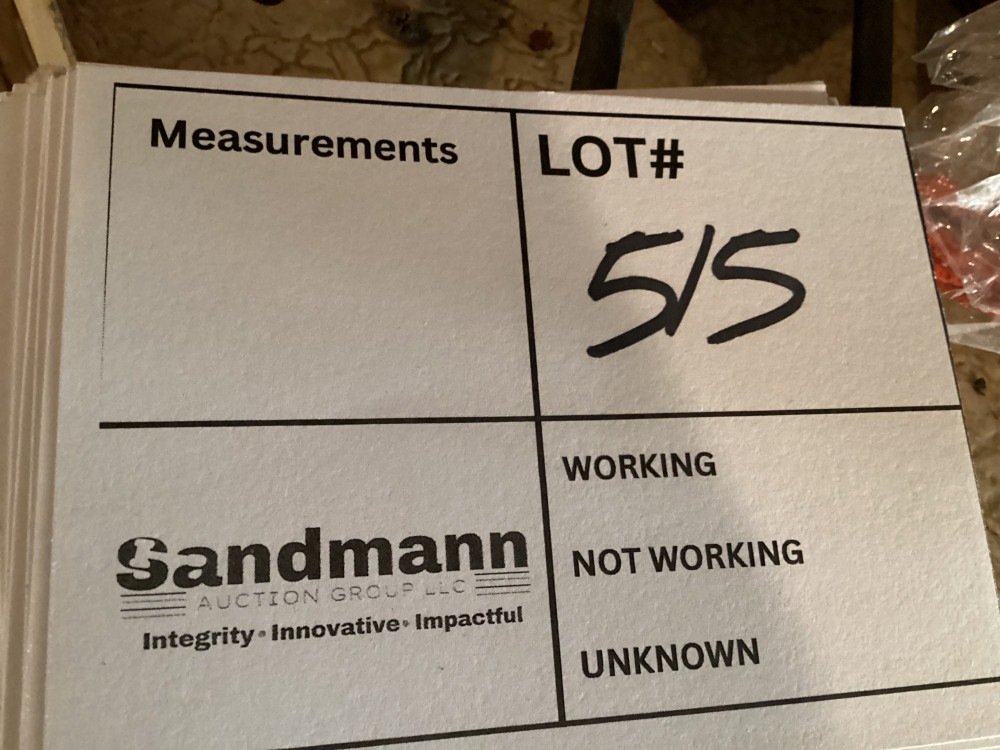 Measurements
LOT#
515
WORKING
NOT WORKING
UNKNOWN
Sandmann
AUCTION GROUP LLC
Integrity • Innovative • Impactful